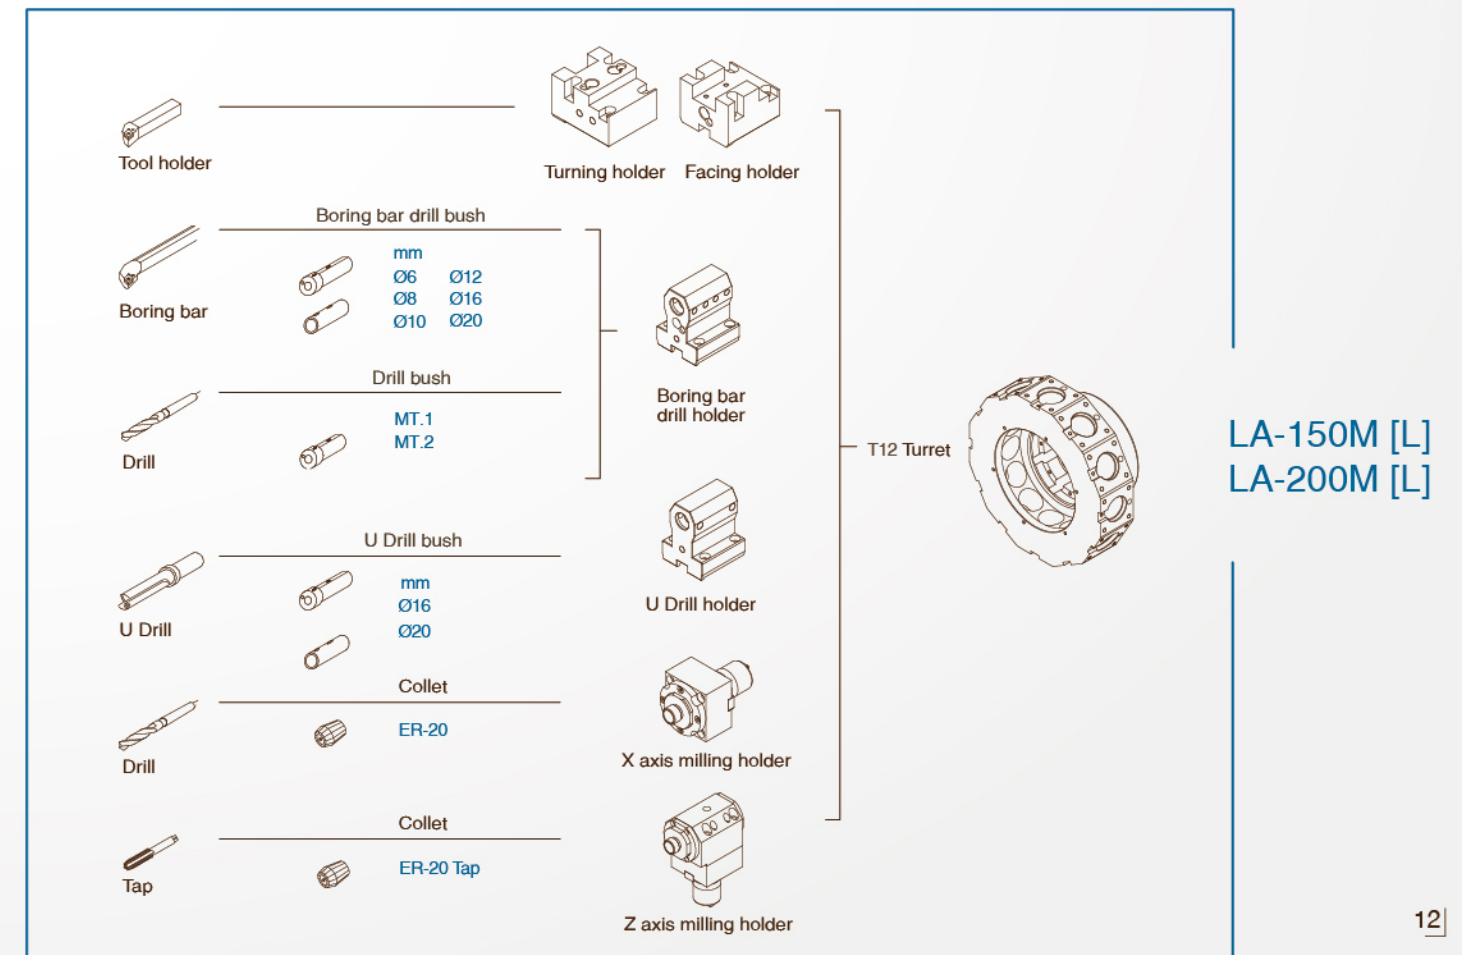 Tool holder
Turning holder
Facing holder
Boring bar drill bush
mm
Ø6 Ø12
Ø8 Ø16
Ø10 Ø20
Boring bar
Boring bar
drill holder
Drill bush
MT.1
MT.2
Drill
T12 Turret
LA-150M [L]
LA-200M [L]
U Drill bush
mm
Ø16
Ø20
U Drill
U Drill holder
Collet
ER-20
Drill
X axis milling holder
Collet
ER-20 Tap
Tap
Z axis milling holder
12